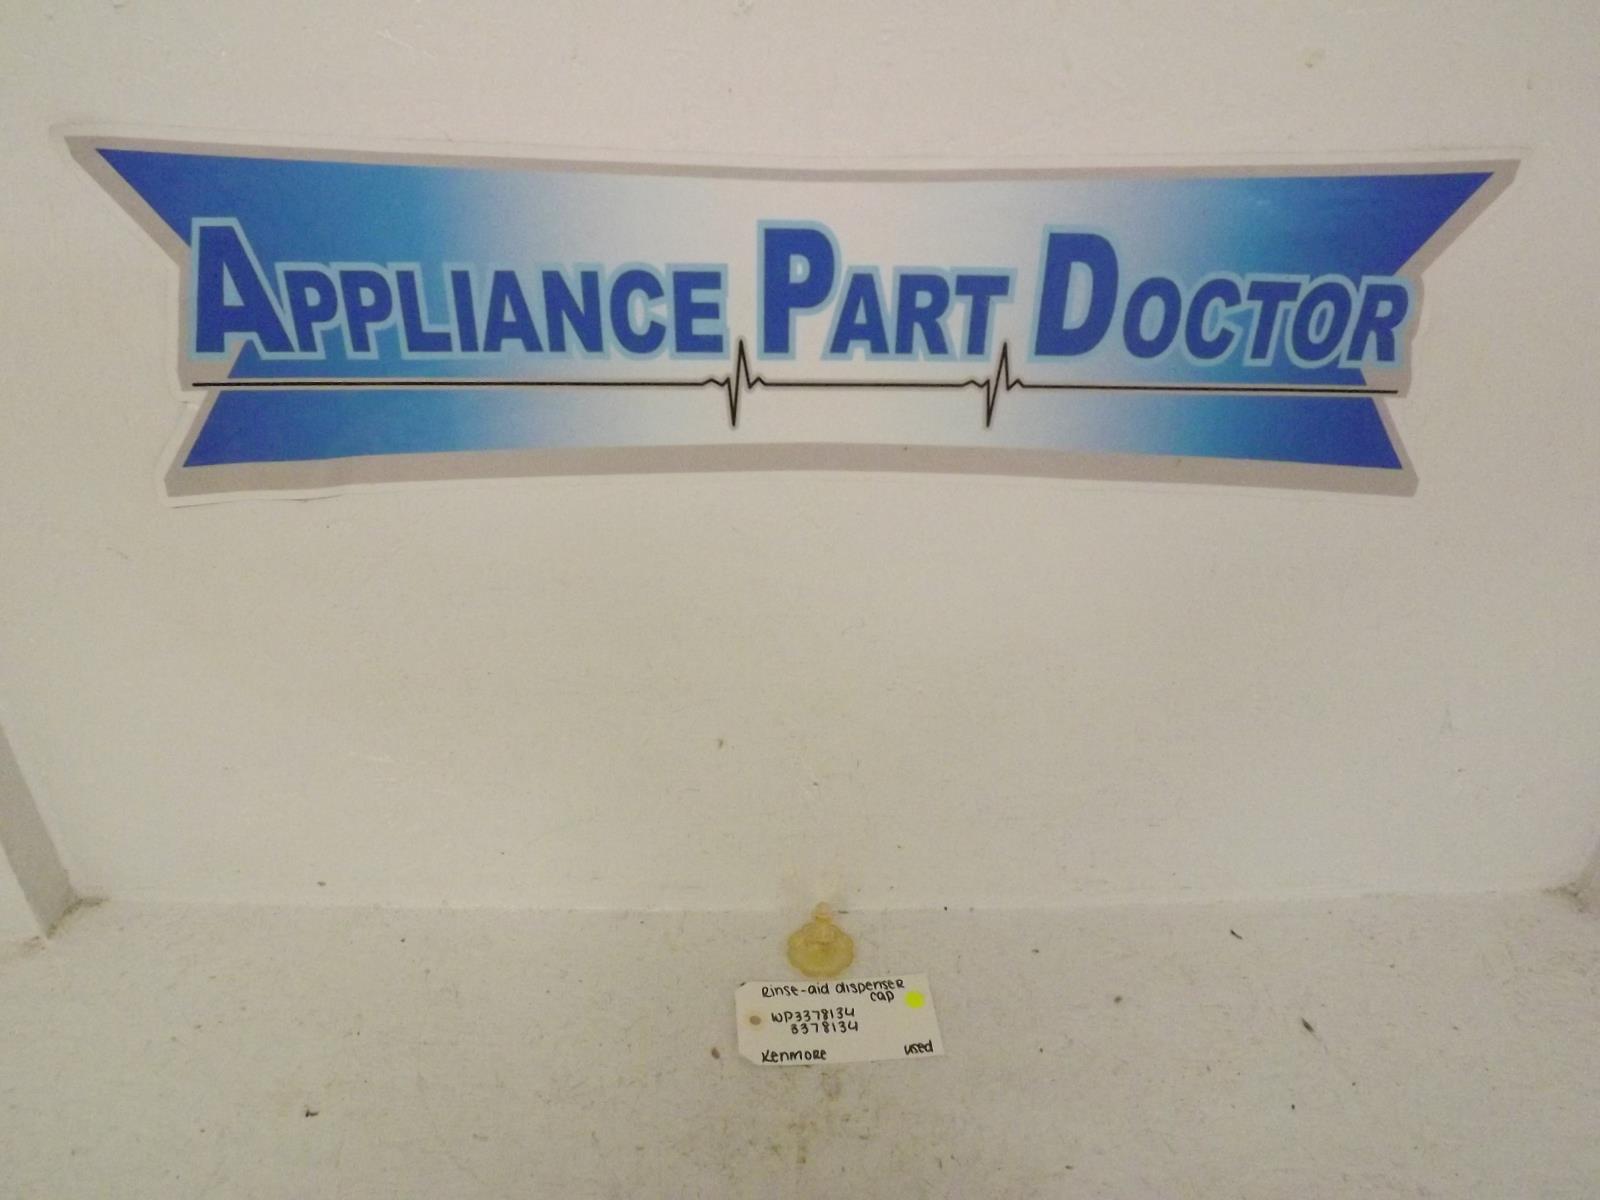 APPLIANCE PART DOCTOR
Rinse-aid dispenser
cap
WP3378134
3378134
Kenmore used